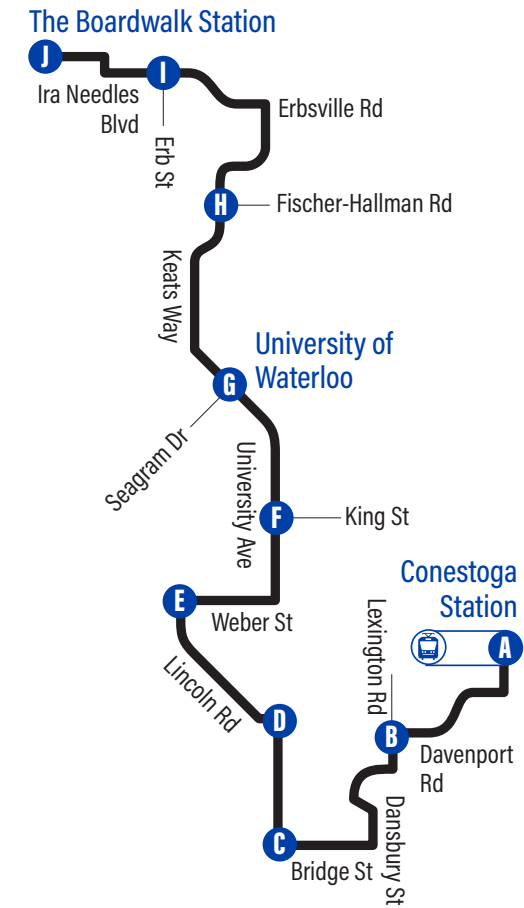 The Boardwalk Station
J
Ira Needles
Blvd
I
Erb St
Erbsville Rd
H
Fischer-Hallman Rd
Keats Way
University of
Waterloo
G
Seagram Dr
University Ave
F
King St
E
Weber St
Lincoln Rd
Conestoga
Station
A
Lexington Rd
D
B
Davenport
Rd
Dansbury St
C
Bridge St